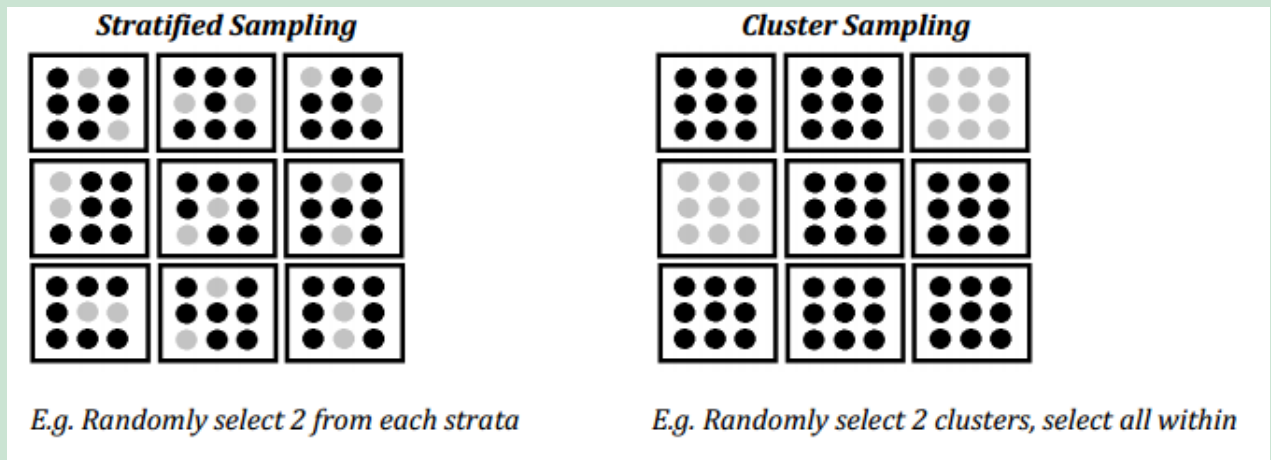 Stratified Sampling
Cluster Sampling
E.g. Randomly select 2 from each strata
E.g. Randomly select 2 clusters, select all within